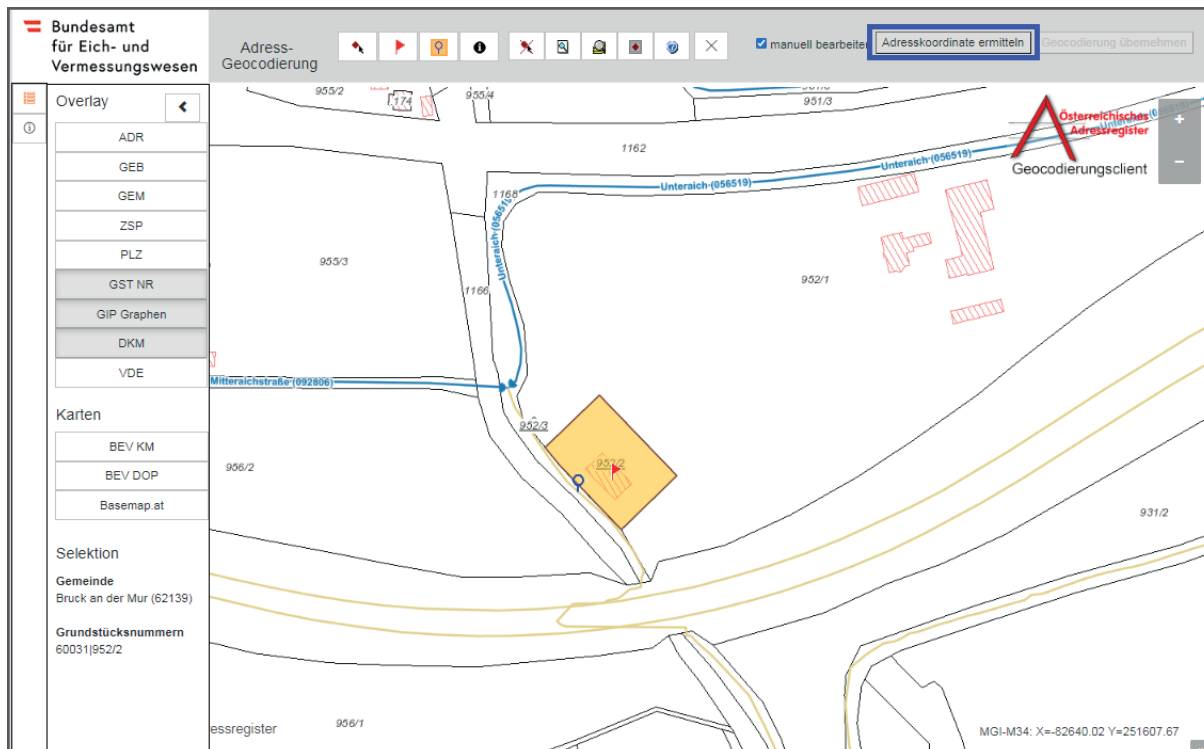 Bundesamt
für Eich- und
Vermessungswesen
Adress-
Geocodierung
manuell bearbeiten
Adresskoordinate ermitteln
Geocodierung übernehmen
Overlay
ADR
GEB
GEM
ZSP
PLZ
GST NR
GIP Graphen
DKM
VDE
Karten
BEV KM
BEV DOP
Basemap.at
Selektion
Gemeinde
Bruck an der Mur (62139)
Grundstücksnummern
60031|952/2
955/2
.174
955/4
951/3
1162
Österreichisches
Adressregister
Geocodierungsclient
+
−
Unteraich (056519)
Unteraich (056519)
1168
955/3
952/1
1166
Mitteraichstraße (092806)
952/3
952/2
956/2
931/2
956/1
essregister
MGI-M34: X=-82640.02 Y=251607.67